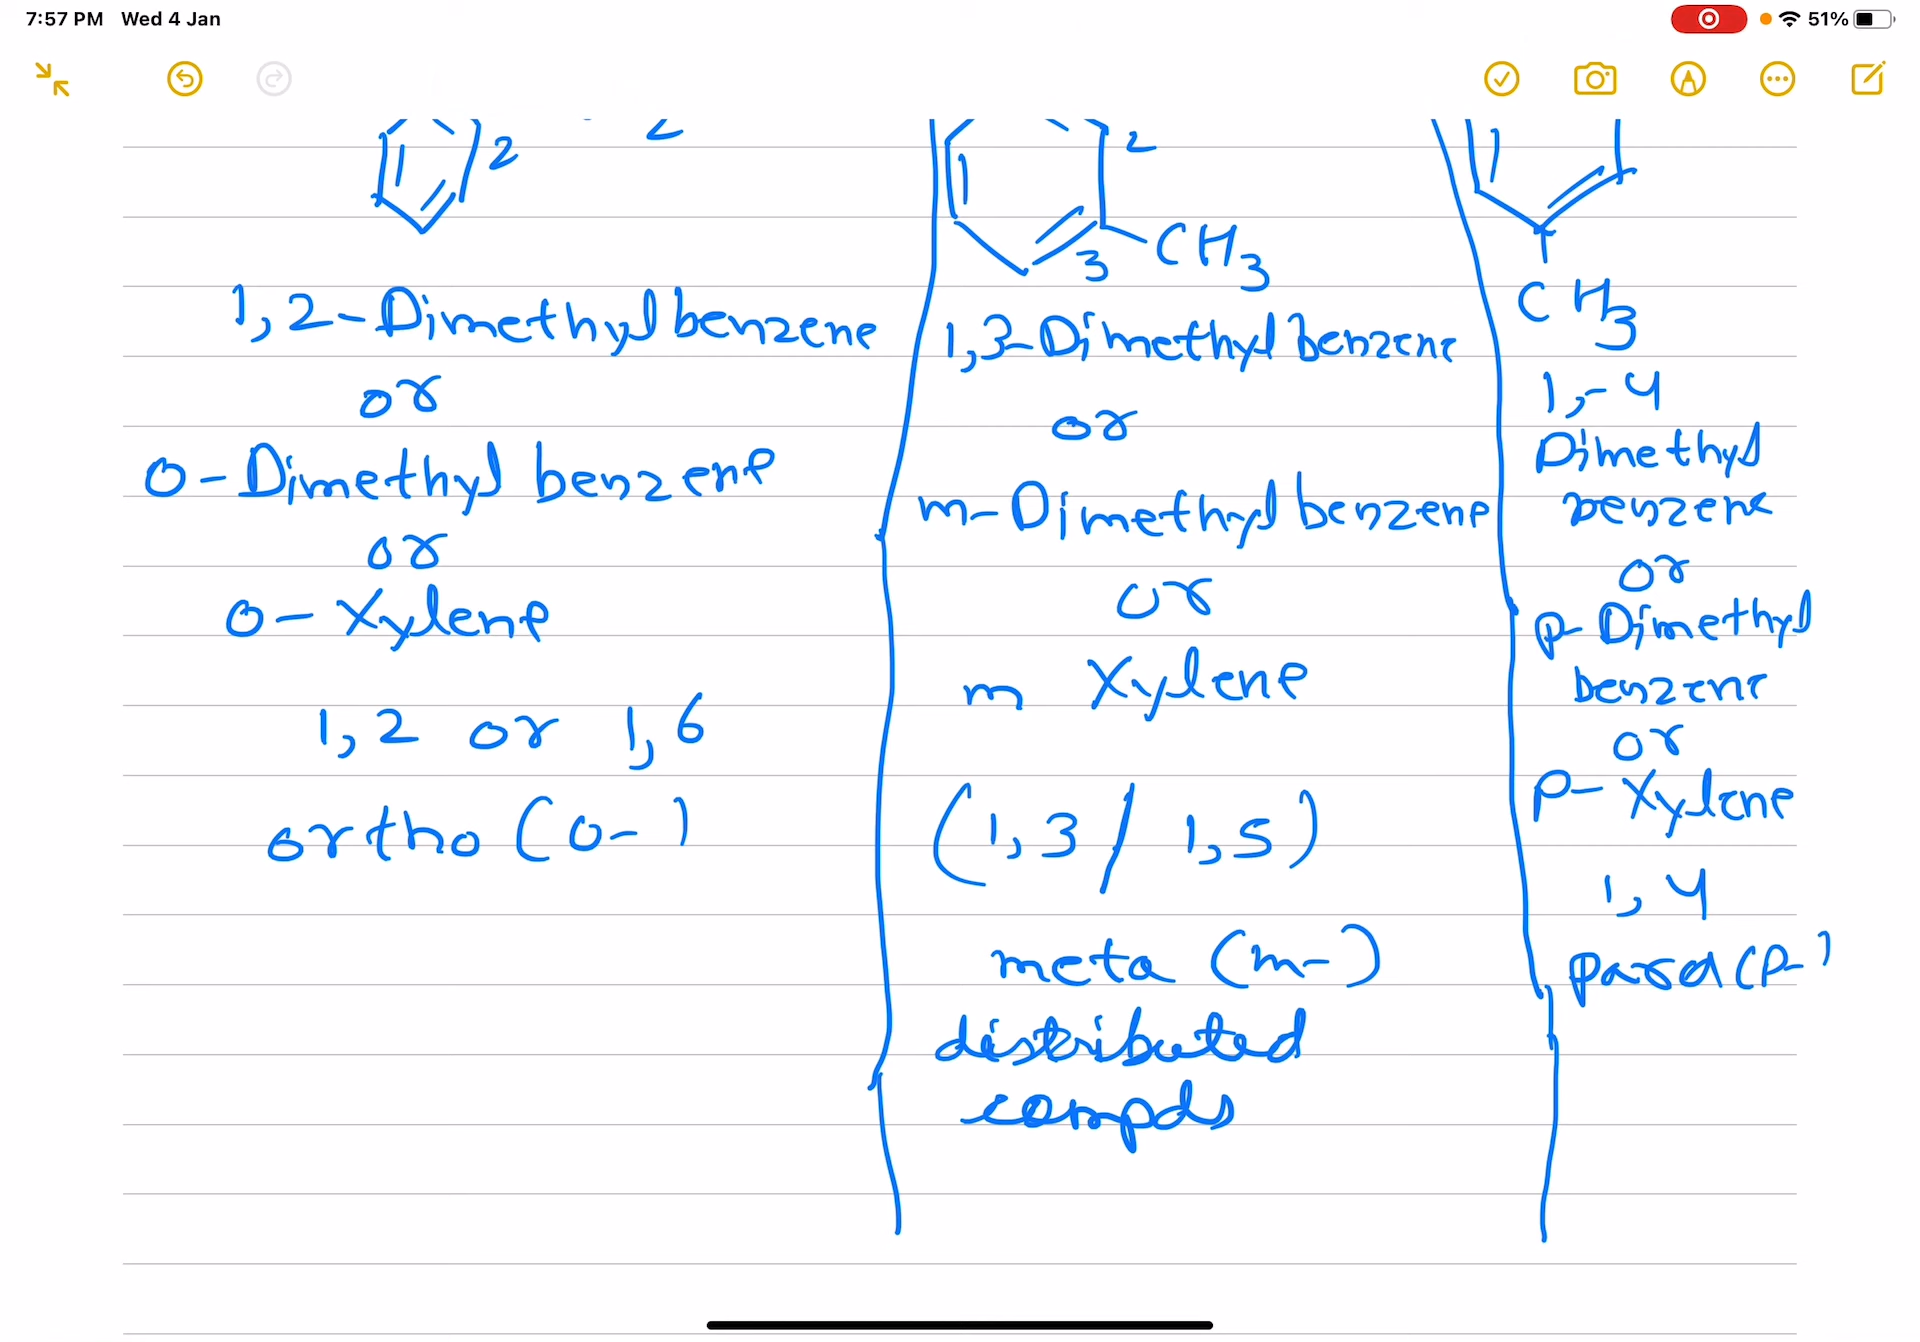 7:57 PM Wed 4 Jan
51%
2
2
1,2-Dimethylbenzene
or
o-Dimethyl benzene
or
o-Xylene
1,2 or 1,6
ortho (o-)
2
3 CH3
1,3-Dimethyl benzene
or
m-Dimethyl benzene
or
m Xylene
(1,3 / 1,5)
meta (m-)
distributed
compds
CH3
1,-4
Dimethyl
benzene
or
p-Dimethyl
benzene
or
p-Xylene
1,4
para (p-)